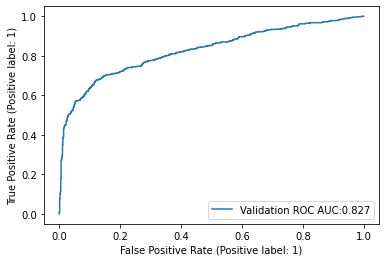 1.0
0.8
0.6
0.4
0.2
0.0
True Positive Rate (Positive label: 1)
Validation ROC AUC:0.827
0.0 0.2 0.4 0.6 0.8 1.0
False Positive Rate (Positive label: 1)